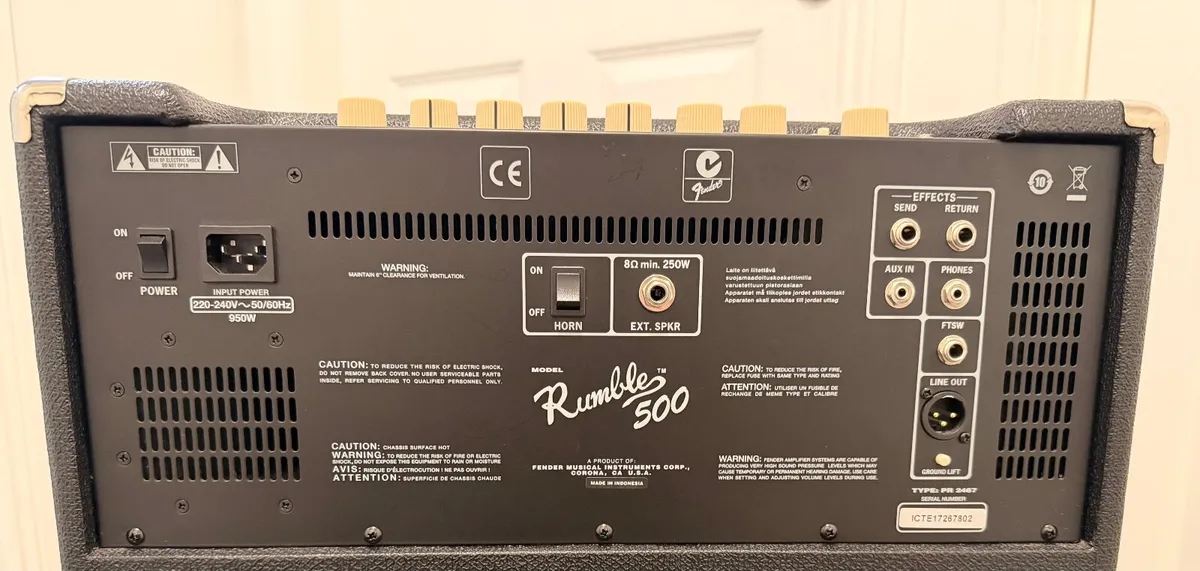 CAUTION:
RISK OF ELECTRIC SHOCK
DO NOT OPEN
CE
Fender
10
ON
OFF
POWER
INPUT POWER
220-240V～50/60Hz
950W
WARNING:
MAINTAIN 6" CLEARANCE FOR VENTILATION.
ON
OFF
HORN
8Ω min. 250W
EXT. SPKR
Laite on liitettävä
suojamaadoituskoskettimilla
varustettuun pistorasiaan
Apparatet må tilkoples jordet stikkontakt
Apparaten skall anslutas till jordat uttag
EFFECTS
SEND
RETURN
AUX IN
PHONES
FTSW
LINE OUT
GROUND LIFT
TYPE: PR 2467
SERIAL NUMBER
ICTE17267802
CAUTION: TO REDUCE THE RISK OF ELECTRIC SHOCK,
DO NOT REMOVE BACK COVER. NO USER SERVICEABLE PARTS
INSIDE, REFER SERVICING TO QUALIFIED PERSONNEL ONLY.
MODEL
Rumble™
500
CAUTION: TO REDUCE THE RISK OF FIRE,
REPLACE FUSE WITH SAME TYPE AND RATING
ATTENTION: UTILISER UN FUSIBLE DE
RECHANGE DE MEME TYPE ET CALIBRE
CAUTION: CHASSIS SURFACE HOT
WARNING: TO REDUCE THE RISK OF FIRE OR ELECTRIC
SHOCK, DO NOT EXPOSE THIS EQUIPMENT TO RAIN OR MOISTURE
AVIS: RISQUE D'ÉLECTROCUTION ! NE PAS OUVRIR !
ATTENTION: SUPERFICIE DE CHASSIS CHAUDE
A PRODUCT OF:
FENDER MUSICAL INSTRUMENTS CORP.,
CORONA, CA U.S.A.
MADE IN INDONESIA
WARNING: FENDER AMPLIFIER SYSTEMS ARE CAPABLE OF
PRODUCING VERY HIGH SOUND PRESSURE LEVELS WHICH MAY
CAUSE TEMPORARY OR PERMANENT HEARING DAMAGE. USE CARE
WHEN SETTING AND ADJUSTING VOLUME LEVELS DURING USE.